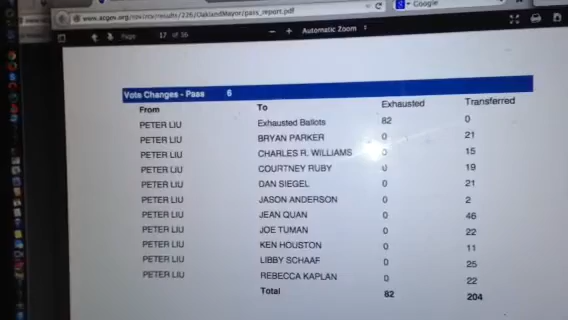 www.acgov.org/rov/rcv/results/226/OaklandMayor/pass_report.pdf
Google
Page 17 of 36 Automatic Zoom
Vote Changes - Pass 6
From To Exhausted Transferred
PETER LIU Exhausted Ballots 82 0
PETER LIU BRYAN PARKER 0 21
PETER LIU CHARLES R. WILLIAMS 0 15
PETER LIU COURTNEY RUBY 0 19
PETER LIU DAN SIEGEL 0 21
PETER LIU JASON ANDERSON 0 2
PETER LIU JEAN QUAN 0 46
PETER LIU JOE TUMAN 0 22
PETER LIU KEN HOUSTON 0 11
PETER LIU LIBBY SCHAAF 0 25
PETER LIU REBECCA KAPLAN 0 22
Total 82 204